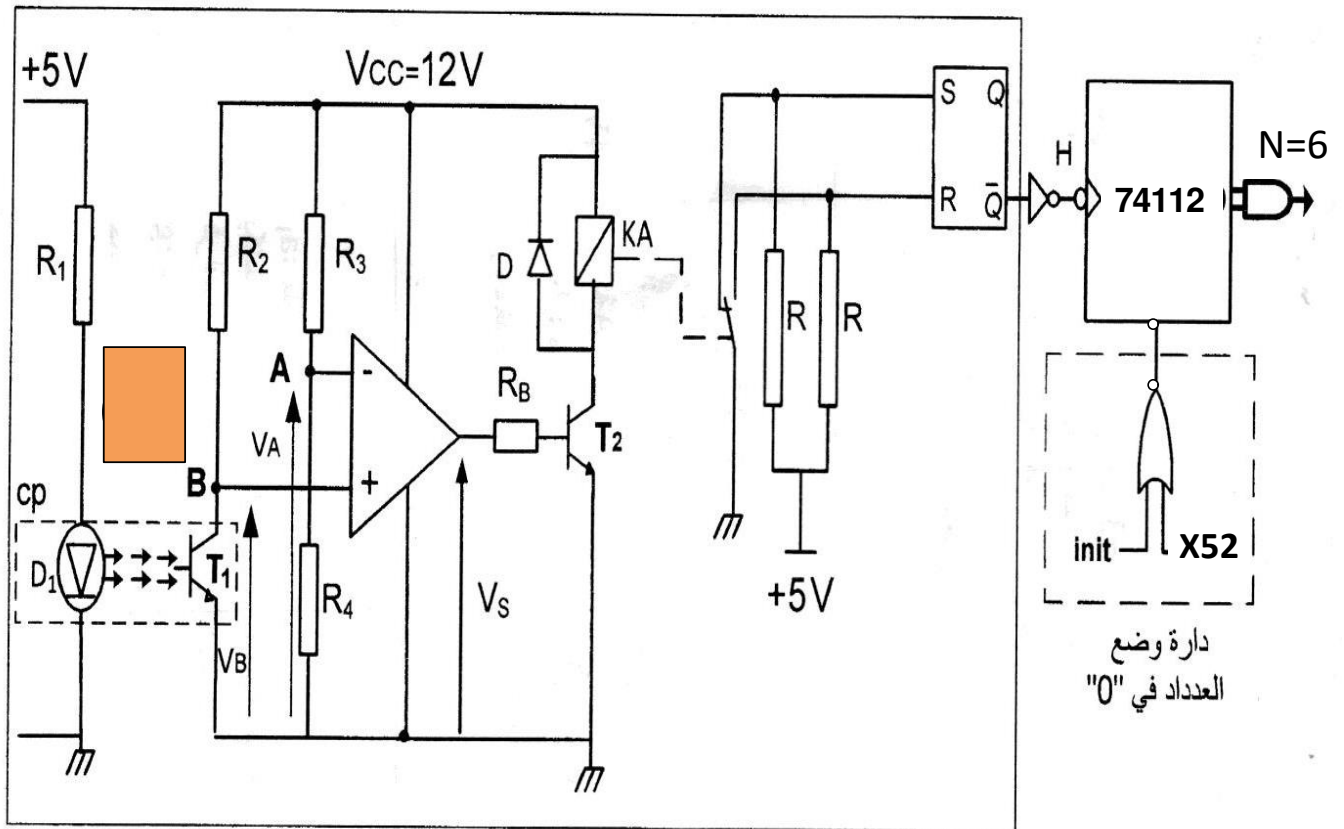 +5V
VCC=12V
R1
R2
R3
A
-
VA
B
+
cp
D1
T1
VB
R4
VS
RB
D
KA
T2
R
R
+5V
S Q
R Q̅
H
74112
N=6
init
X52
دارة وضع
العدداد في "0"